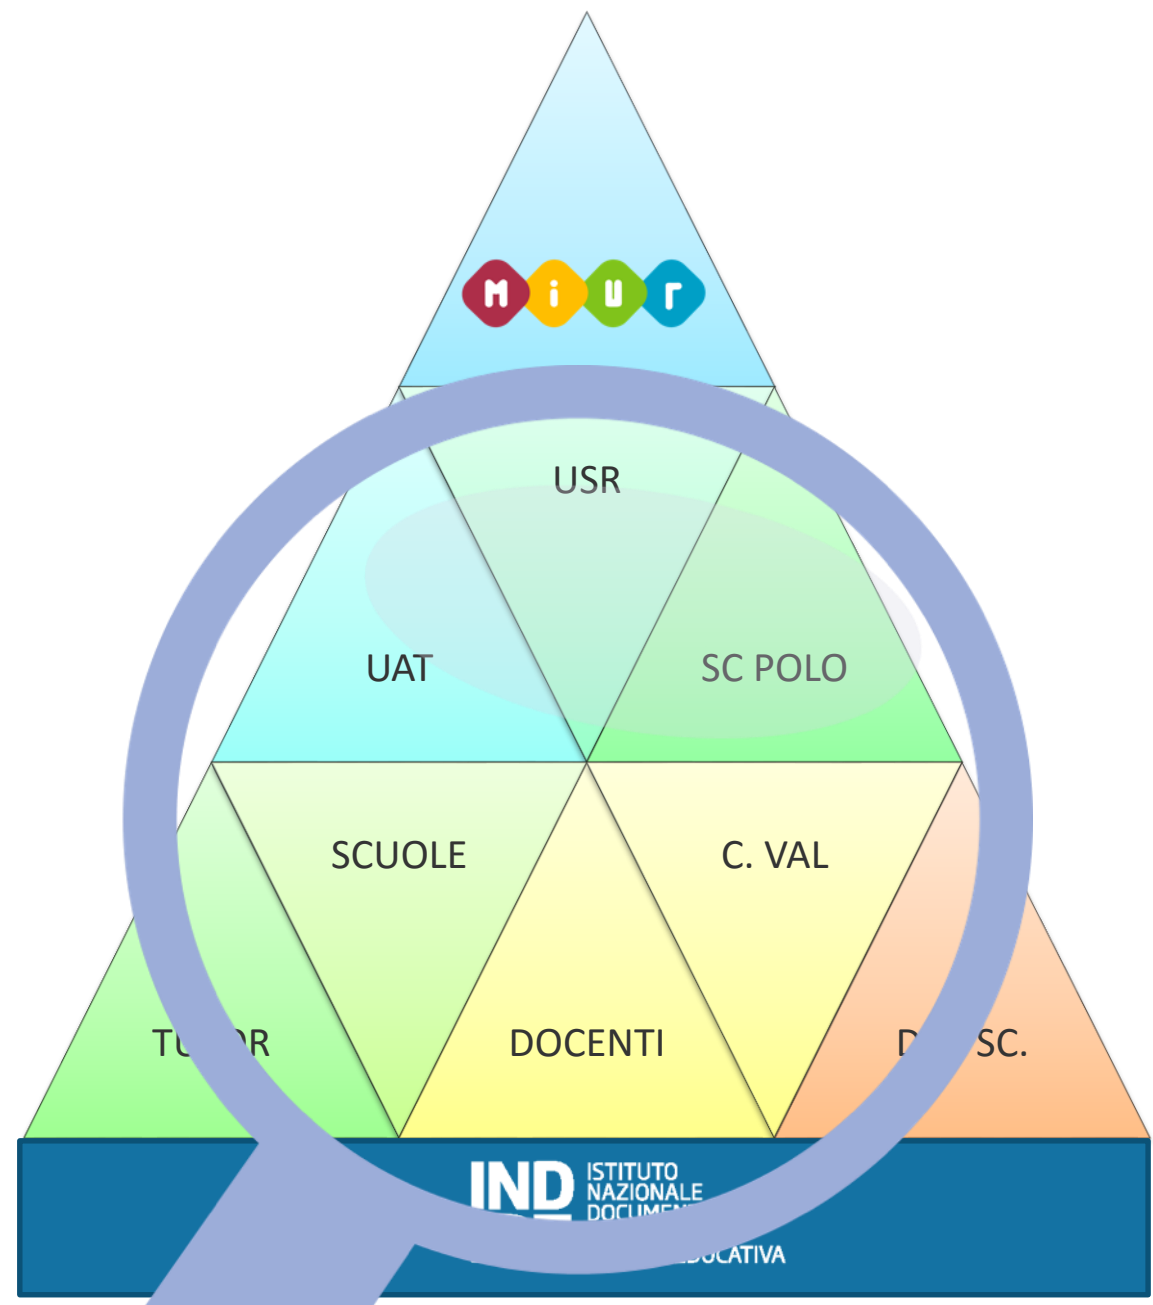 Miur
USR
UAT
SC POLO
SCUOLE
C. VAL
DOCENTI
SC.
IND
ISTITUTO
NAZIONALE